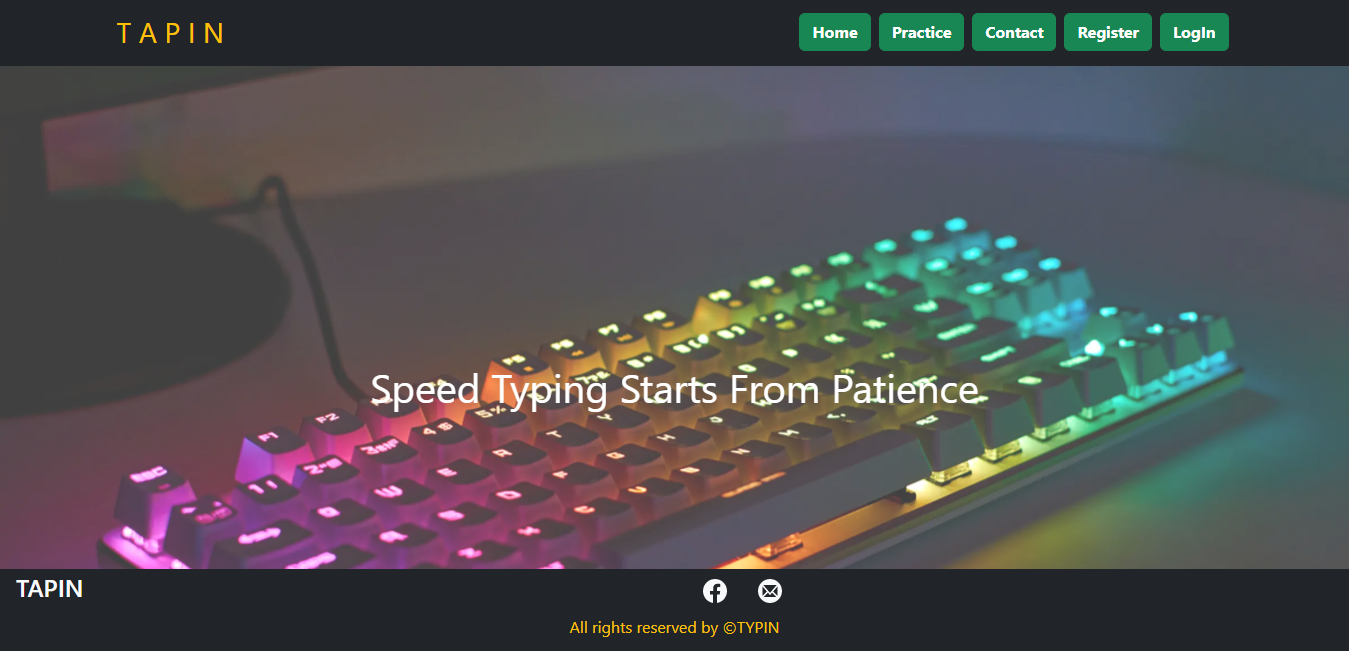 TAPIN
Home Practice Contact Register LogIn
Speed Typing Starts From Patience
TAPIN
All rights reserved by ©TYPIN